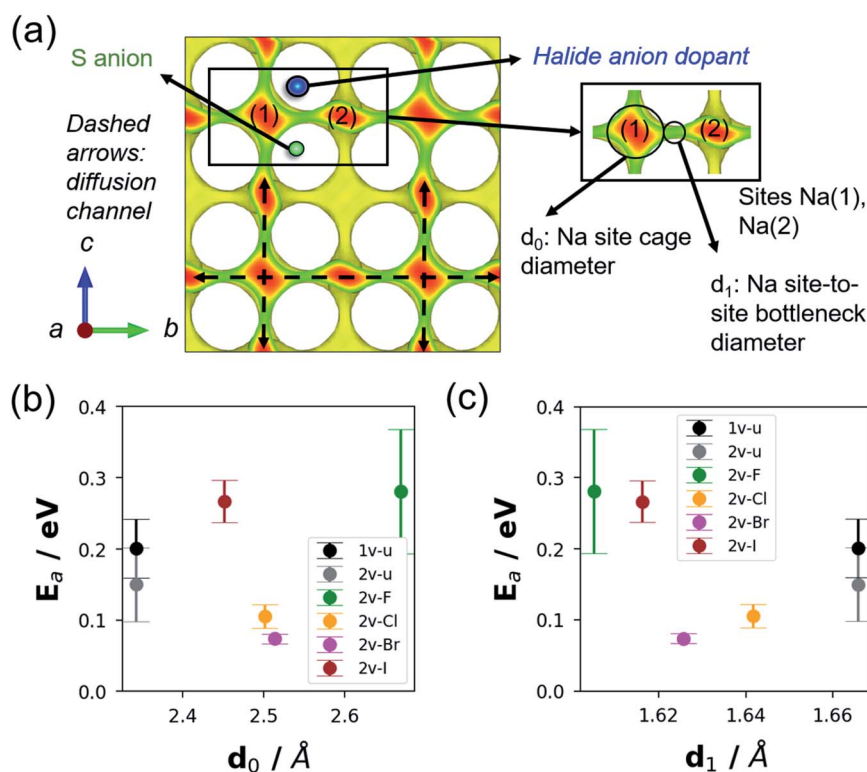 (a)
S anion
Halide anion dopant
(1)
(2)
(1)
(2)
Dashed
arrows:
diffusion
channel
Sites Na(1),
Na(2)
d₀: Na site cage
diameter
d₁: Na site-to-
site bottleneck
diameter
c
a
b
(b)
0.4
0.3
0.2
0.1
0.0
Eₐ / eV
1v-u
2v-u
2v-F
2v-Cl
2v-Br
2v-I
2.4
2.5
2.6
d₀ / Å
(c)
0.4
0.3
0.2
0.1
0.0
Eₐ / eV
1v-u
2v-u
2v-F
2v-Cl
2v-Br
2v-I
1.62
1.64
1.66
d₁ / Å